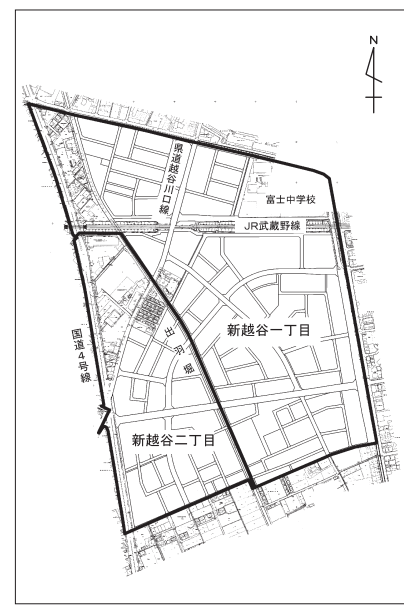 N
県道越谷川口線
富士中学校
JR武蔵野線
国道4号線
出羽堀
新越谷一丁目
新越谷二丁目